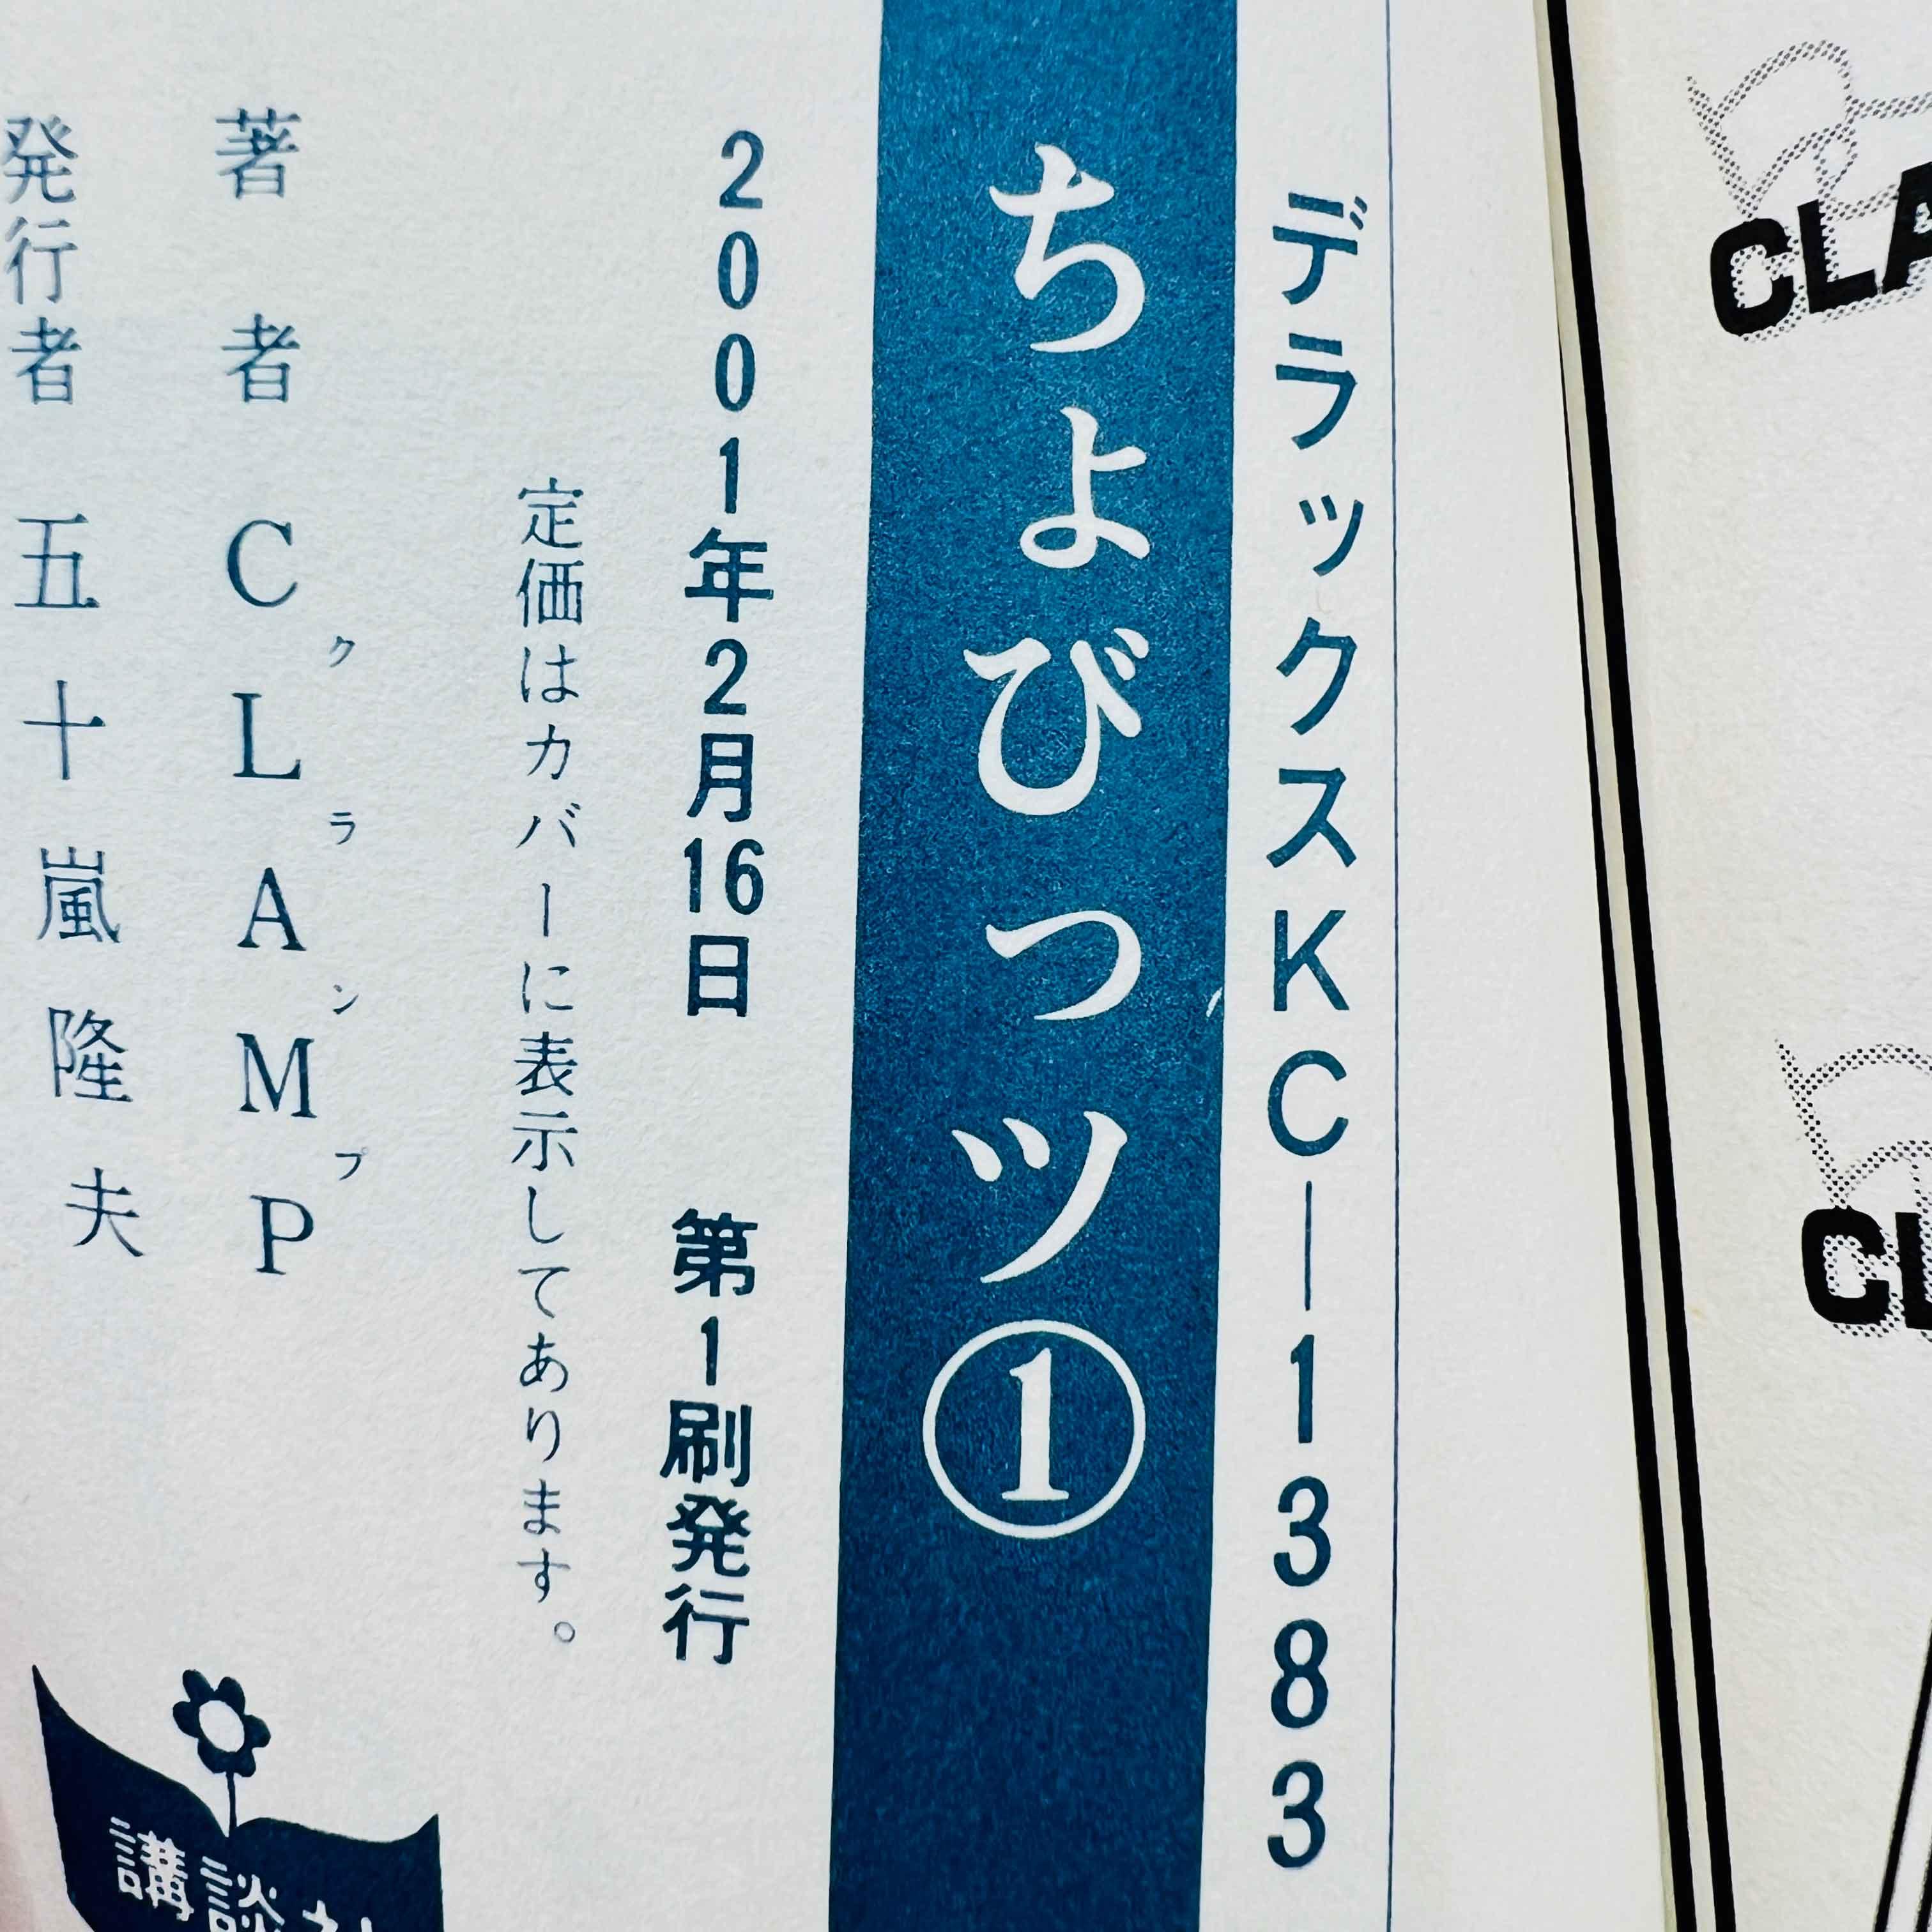 デラックスKC―1383
ちょびっツ①
2001年2月16日 第1刷発行
定価はカバーに表示してあります。
著者 CLAMP
クランプ
発行者 五十嵐隆夫
講談社
CLA
CL